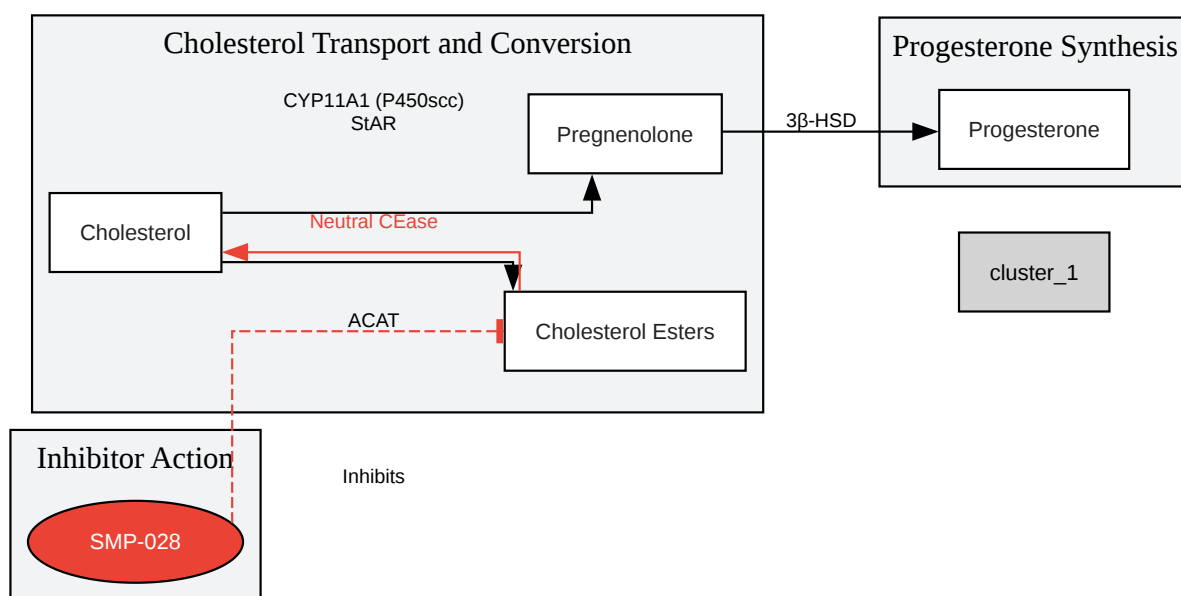 Cholesterol Transport and Conversion
Progesterone Synthesis
CYP11A1 (P450scc)
StAR
Pregnenolone
3β-HSD
Progesterone
Cholesterol
Neutral CEase
cluster_1
ACAT
Cholesterol Esters
Inhibitor Action
Inhibits
SMP-028